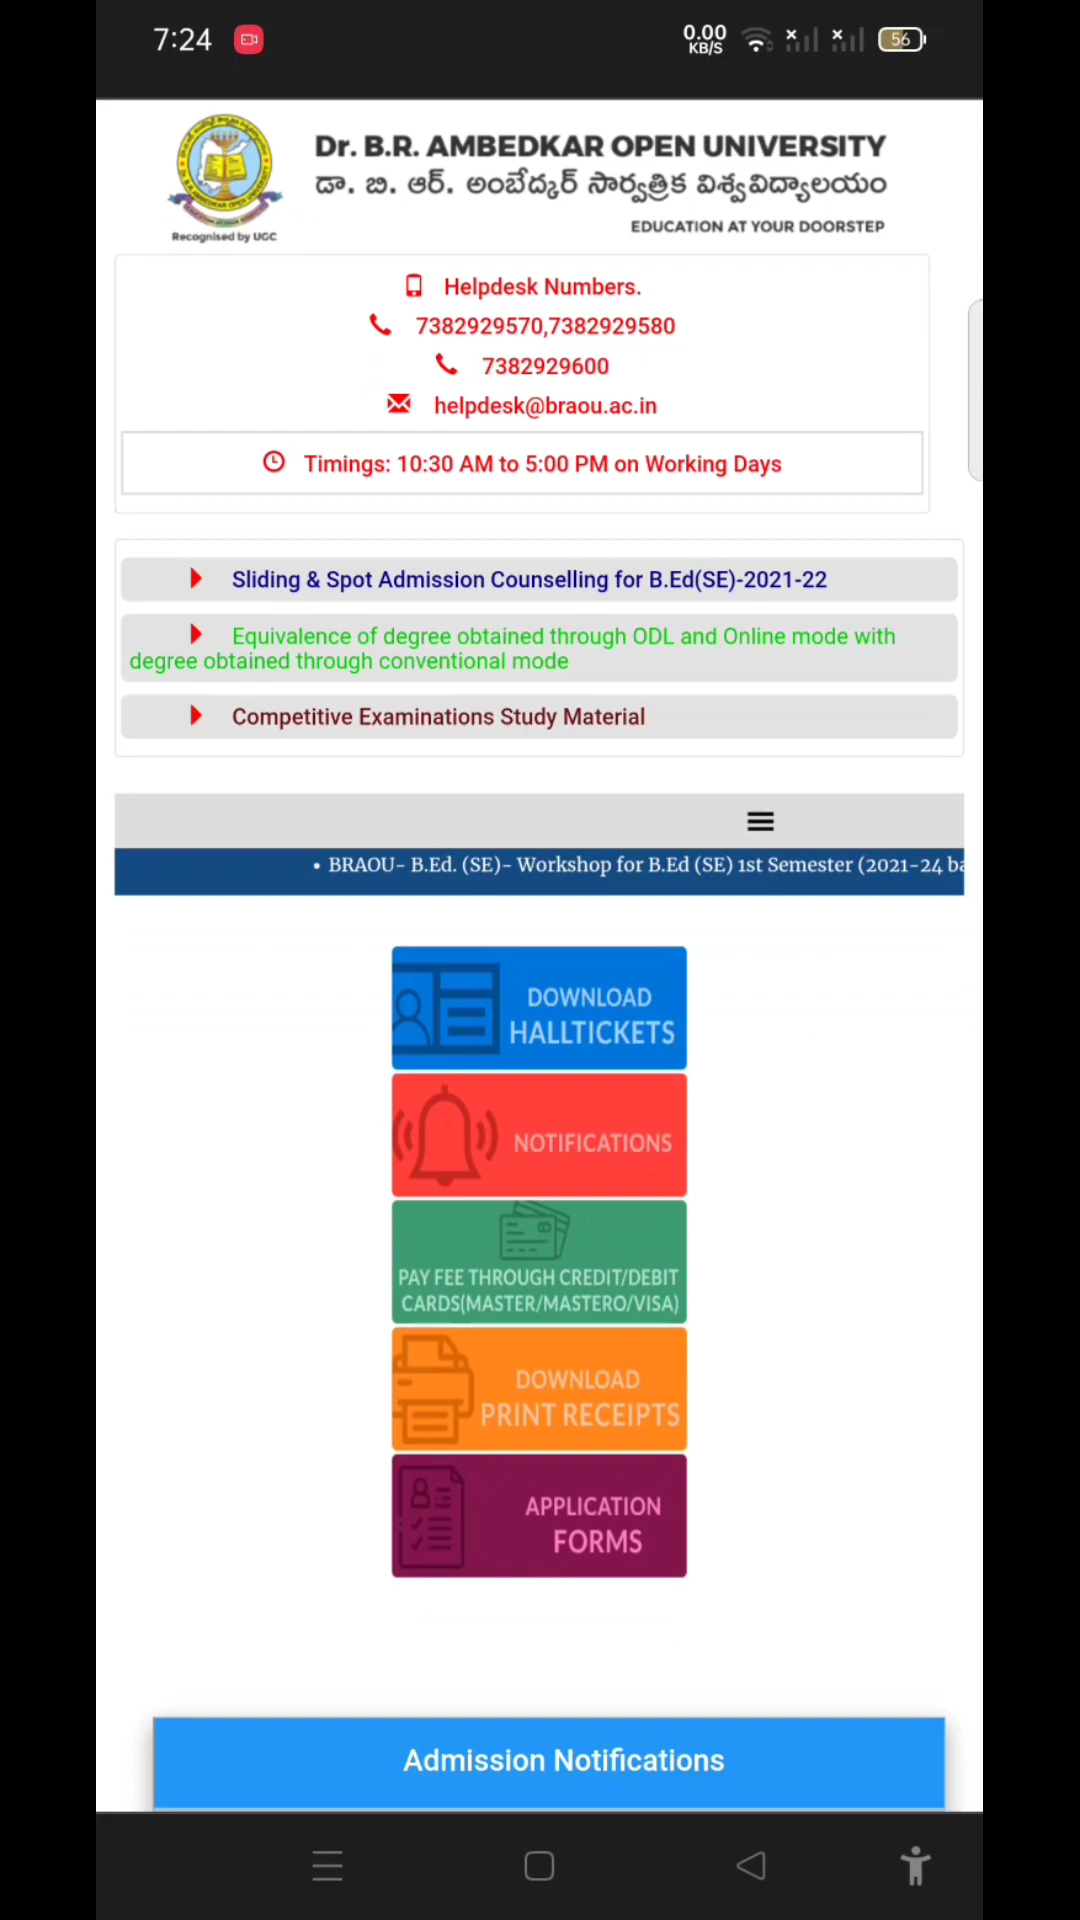 7:24
0.00
KB/S
56
Dr. B.R. AMBEDKAR OPEN UNIVERSITY
డా. బి. ఆర్. అంబేద్కర్ సార్వత్రిక విశ్వవిద్యాలయం
EDUCATION AT YOUR DOORSTEP
Recognised by UGC
Helpdesk Numbers.
7382929570,7382929580
7382929600
helpdesk@braou.ac.in
Timings: 10:30 AM to 5:00 PM on Working Days
Sliding & Spot Admission Counselling for B.Ed(SE)-2021-22
Equivalence of degree obtained through ODL and Online mode with
degree obtained through conventional mode
Competitive Examinations Study Material
• BRAOU- B.Ed. (SE)- Workshop for B.Ed (SE) 1st Semester (2021-24 ba
DOWNLOAD
HALLTICKETS
NOTIFICATIONS
PAY FEE THROUGH CREDIT/DEBIT
CARDS(MASTER/MASTERO/VISA)
DOWNLOAD
PRINT RECEIPTS
APPLICATION
FORMS
Admission Notifications